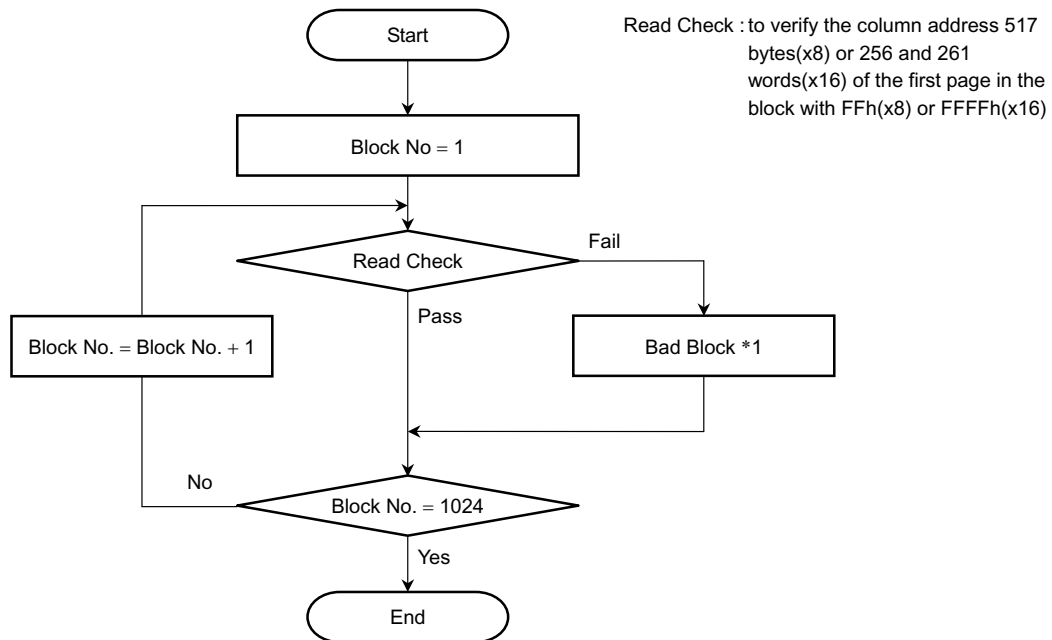 Start
Read Check : to verify the column address 517
bytes(x8) or 256 and 261
words(x16) of the first page in the
block with FFh(x8) or FFFFh(x16)
Block No = 1
Fail
Read Check
Pass
Block No. = Block No. + 1
Bad Block *1
No
Block No. = 1024
Yes
End